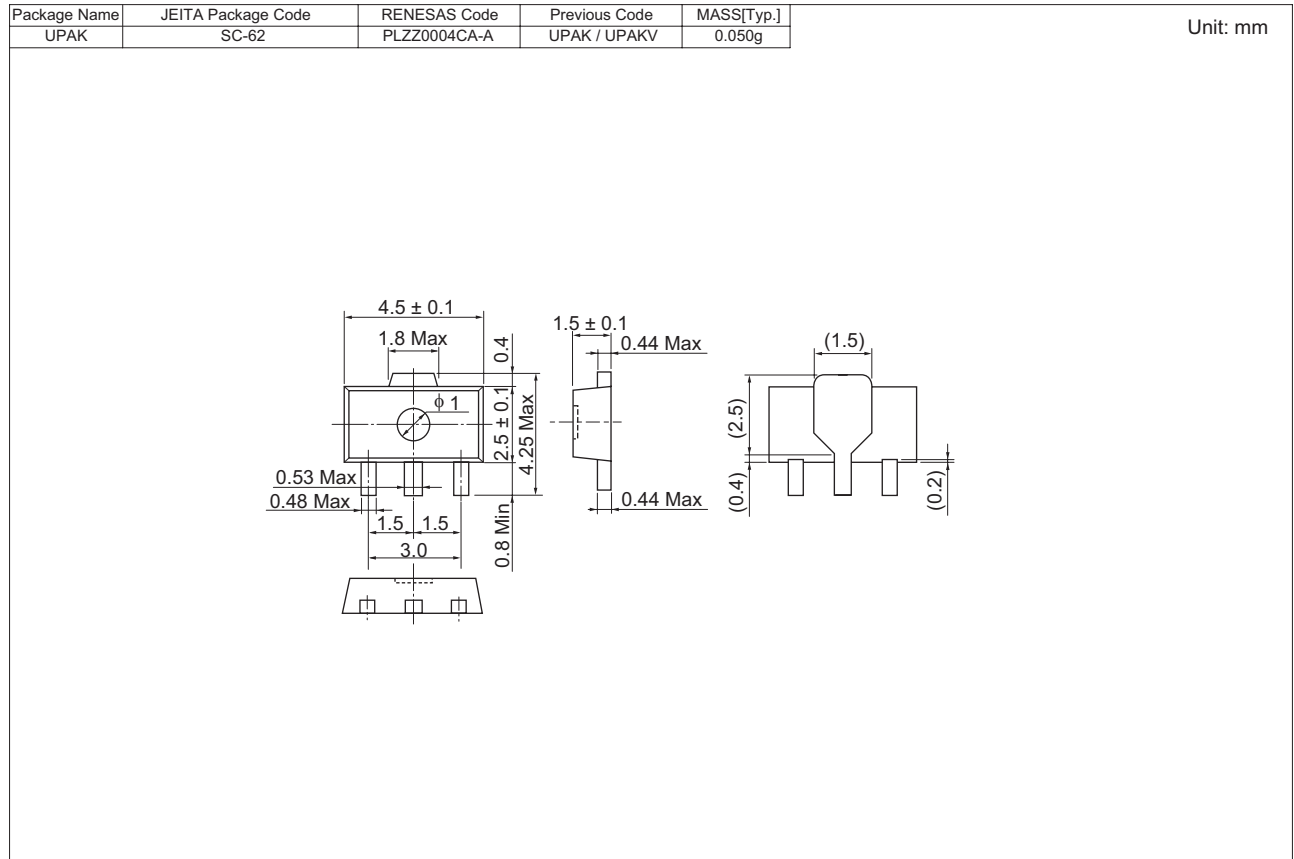 Package Name JEITA Package Code RENESAS Code Previous Code MASS[Typ.]
UPAK SC-62 PLZZ0004CA-A UPAK / UPAKV 0.050g
Unit: mm
4.5 ± 0.1
1.8 Max
0.4
ϕ 1
2.5 ± 0.1
4.25 Max
0.53 Max
0.48 Max
1.5 1.5
3.0
0.8 Min
1.5 ± 0.1
0.44 Max
0.44 Max
(1.5)
(2.5)
(0.4)
(0.2)